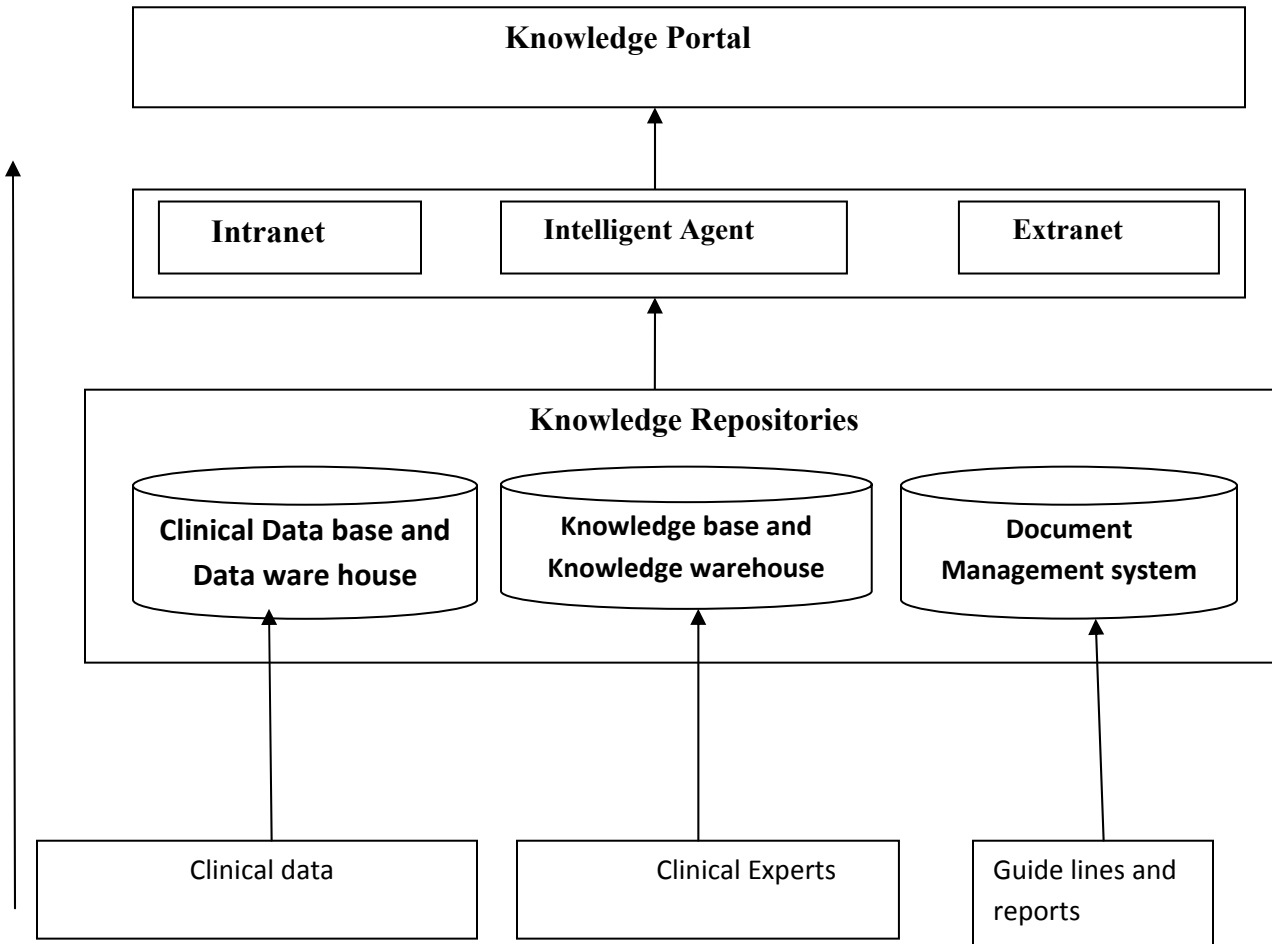 Knowledge Portal
Intranet
Intelligent Agent
Extranet
Knowledge Repositories
Clinical Data base and
Data ware house
Knowledge base and
Knowledge warehouse
Document
Management system
Clinical data
Clinical Experts
Guide lines and
reports